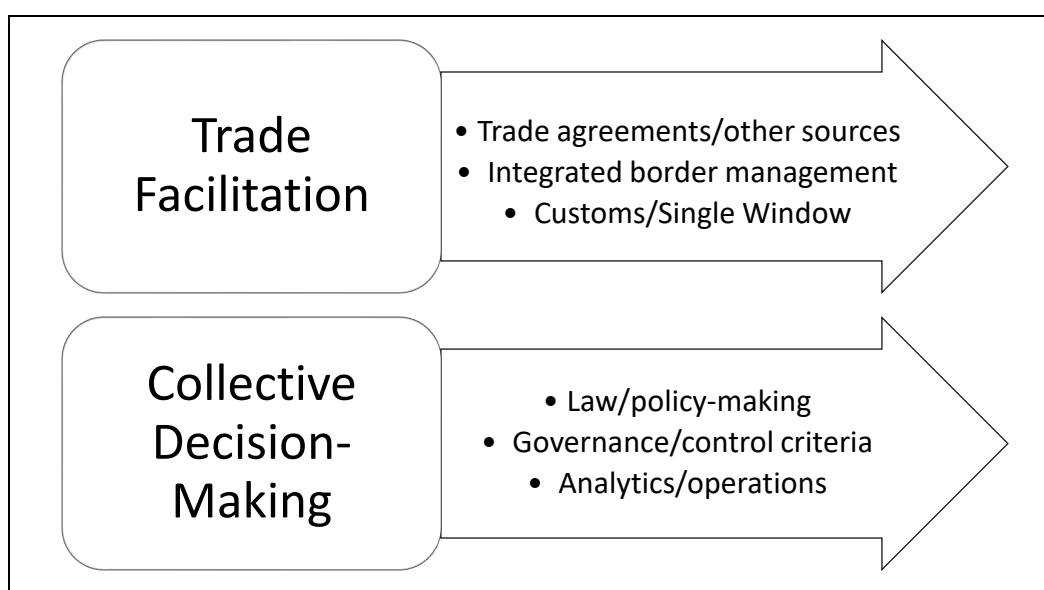 Trade
Facilitation
• Trade agreements/other sources
• Integrated border management
• Customs/Single Window
Collective
Decision-
Making
• Law/policy-making
• Governance/control criteria
• Analytics/operations